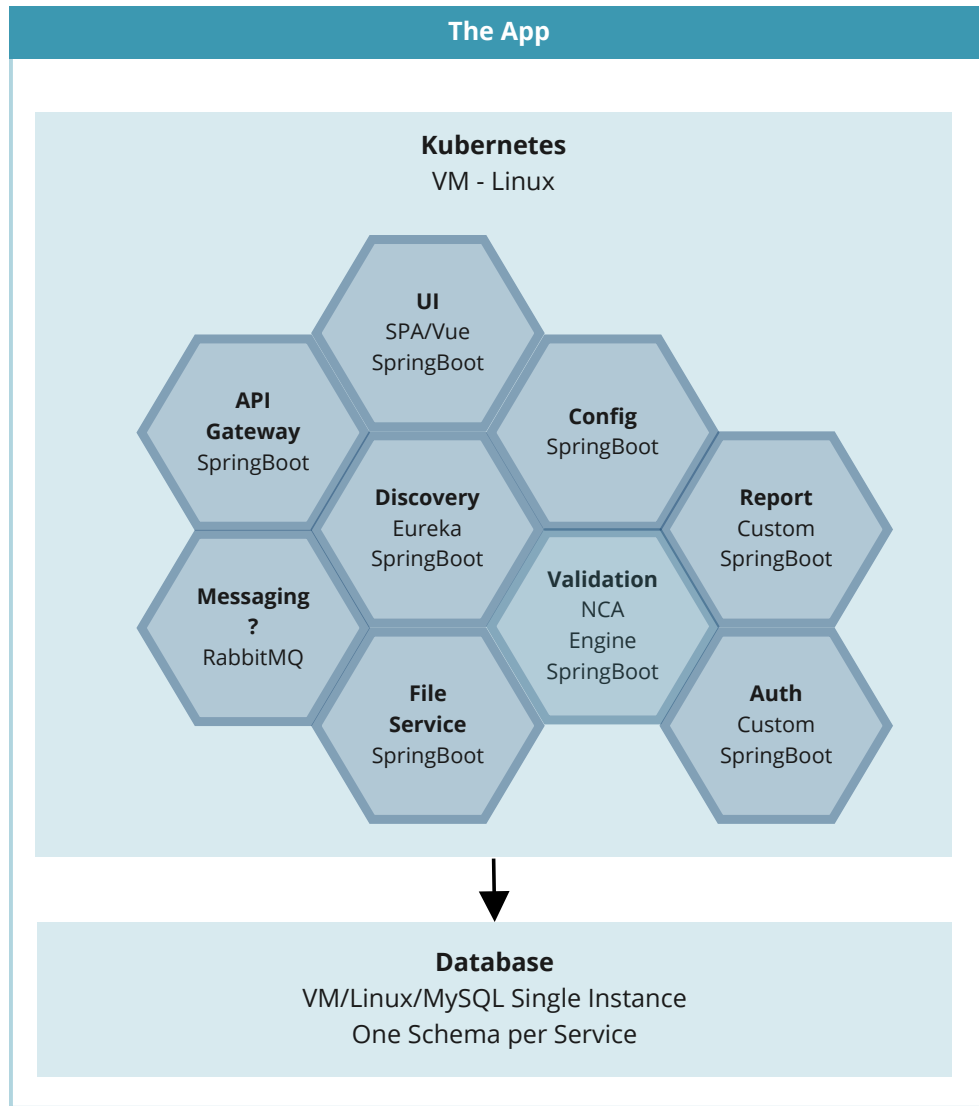 The App
Kubernetes
VM - Linux
UI
SPA/Vue
SpringBoot
API
Gateway
SpringBoot
Config
SpringBoot
Discovery
Eureka
SpringBoot
Report
Custom
SpringBoot
Messaging
?
RabbitMQ
Validation
NCA
Engine
SpringBoot
File
Service
SpringBoot
Auth
Custom
SpringBoot
Database
VM/Linux/MySQL Single Instance
One Schema per Service